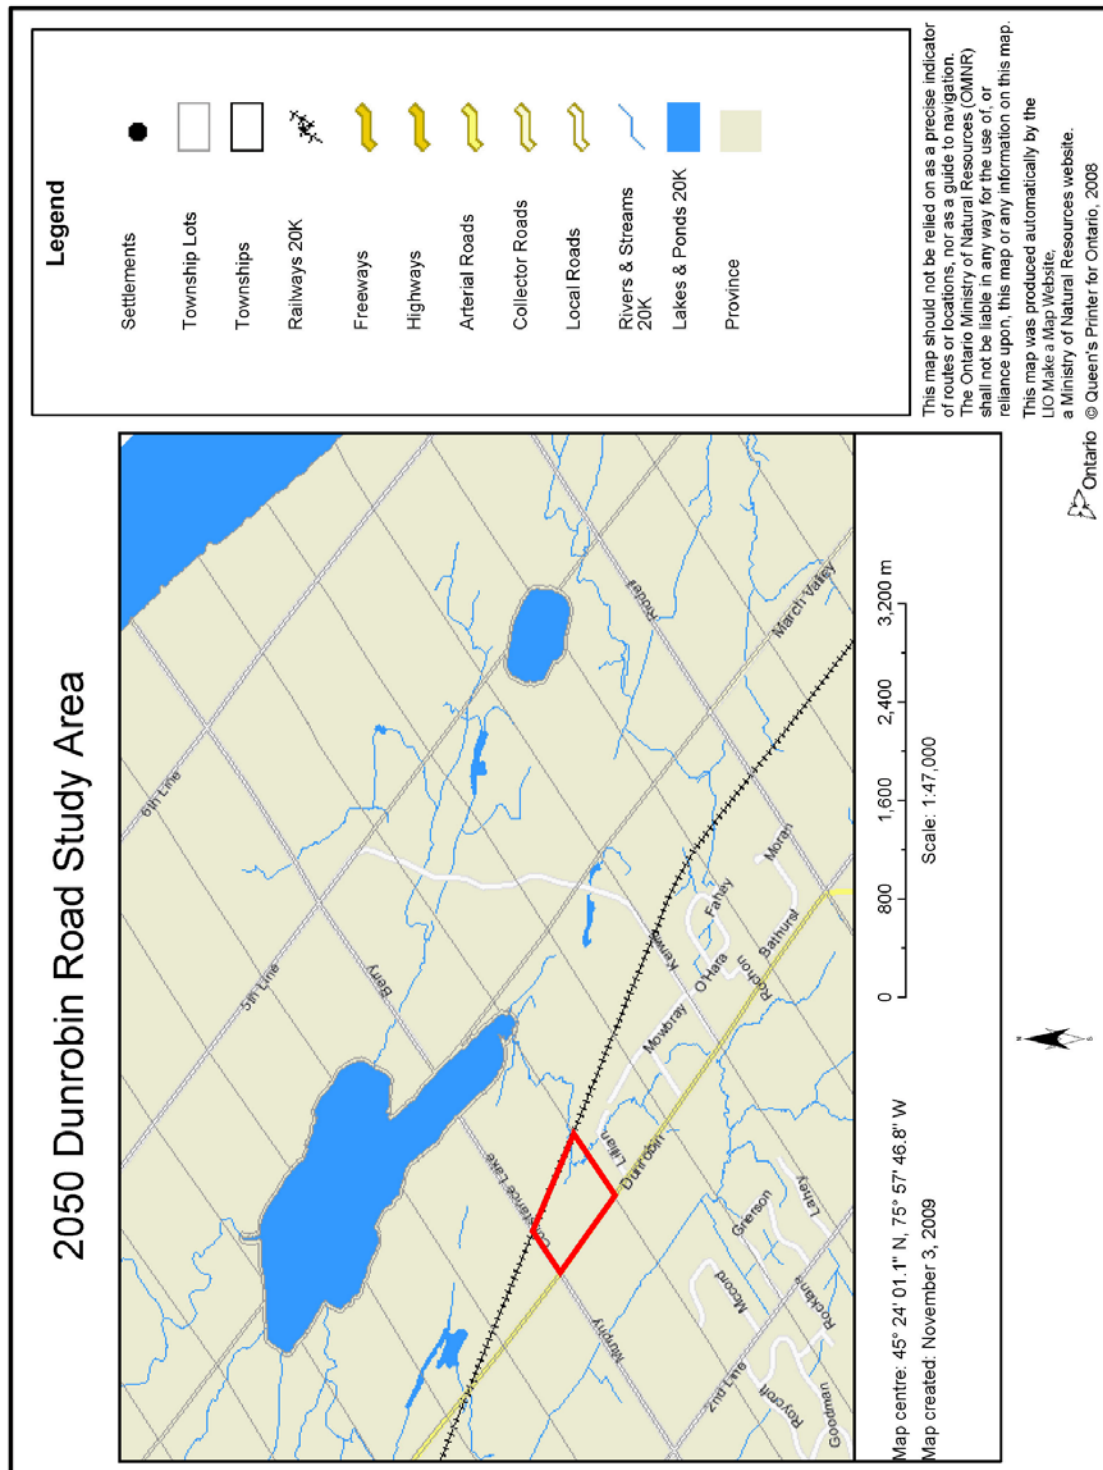 2050 Dunrobin Road Study Area
6th Line
5th Line
Berry
Constance Lake
Riddell
March Valley
Kerwin
Mowbray
O'Hara
Fahey
Rochon
Bathurst
Moran
Lillian
Dunrobin
Murphy
2nd Line
Mccord
Grierson
Lahey
Rocklane
Roycroft
Goodman
Map centre: 45° 24' 01.1" N, 75° 57' 46.8" W
Map created: November 3, 2009
N
S
0
800
1,600
2,400
3,200 m
Scale: 1:47,000
Legend
Settlements
Township Lots
Townships
Railways 20K
Freeways
Highways
Arterial Roads
Collector Roads
Local Roads
Rivers & Streams
20K
Lakes & Ponds 20K
Province
This map should not be relied on as a precise indicator
of routes or locations, nor as a guide to navigation.
The Ontario Ministry of Natural Resources (OMNR)
shall not be liable in any way for the use of, or
reliance upon, this map or any information on this map.
This map was produced automatically by the
LIO Make a Map Website,
a Ministry of Natural Resources website.
© Queen's Printer for Ontario, 2008
Ontario